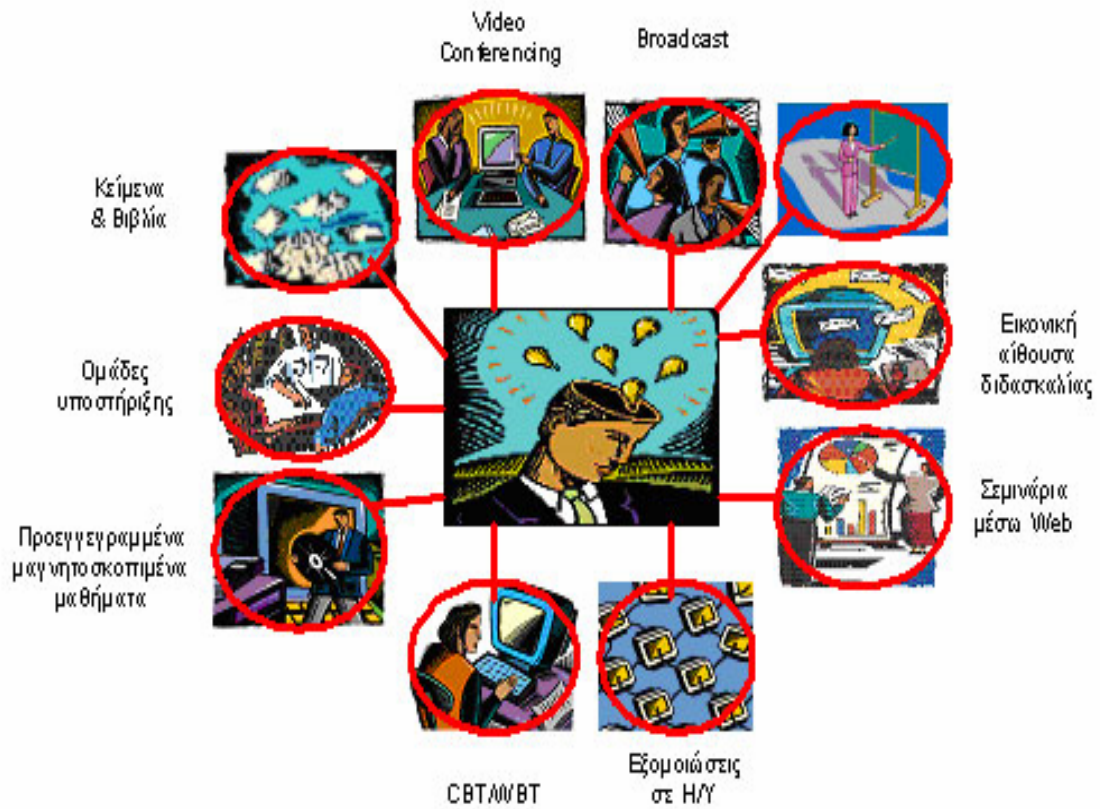 Video
Conferencing
Broadcast
Κείμενα
& Βιβλία
Εικονική
αίθουσα
διδασκαλίας
Ομάδες
υποστήριξης
Σεμινάρια
μέσω Web
Προεγγεγραμμένα
μαγνητοσκοπιμένα
μαθήματα
CBT/WBT
Εξομοιώσεις
σε Η/Υ